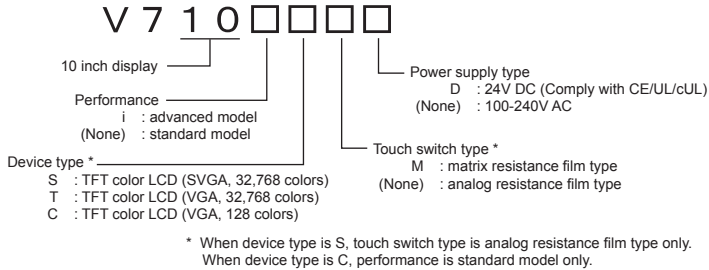 V 7 1 0 □ □ □ □
10 inch display
Performance
i : advanced model
(None) : standard model
Device type *
S : TFT color LCD (SVGA, 32,768 colors)
T : TFT color LCD (VGA, 32,768 colors)
C : TFT color LCD (VGA, 128 colors)
Power supply type
D : 24V DC (Comply with CE/UL/cUL)
(None) : 100-240V AC
Touch switch type *
M : matrix resistance film type
(None) : analog resistance film type
* When device type is S, touch switch type is analog resistance film type only.
When device type is C, performance is standard model only.